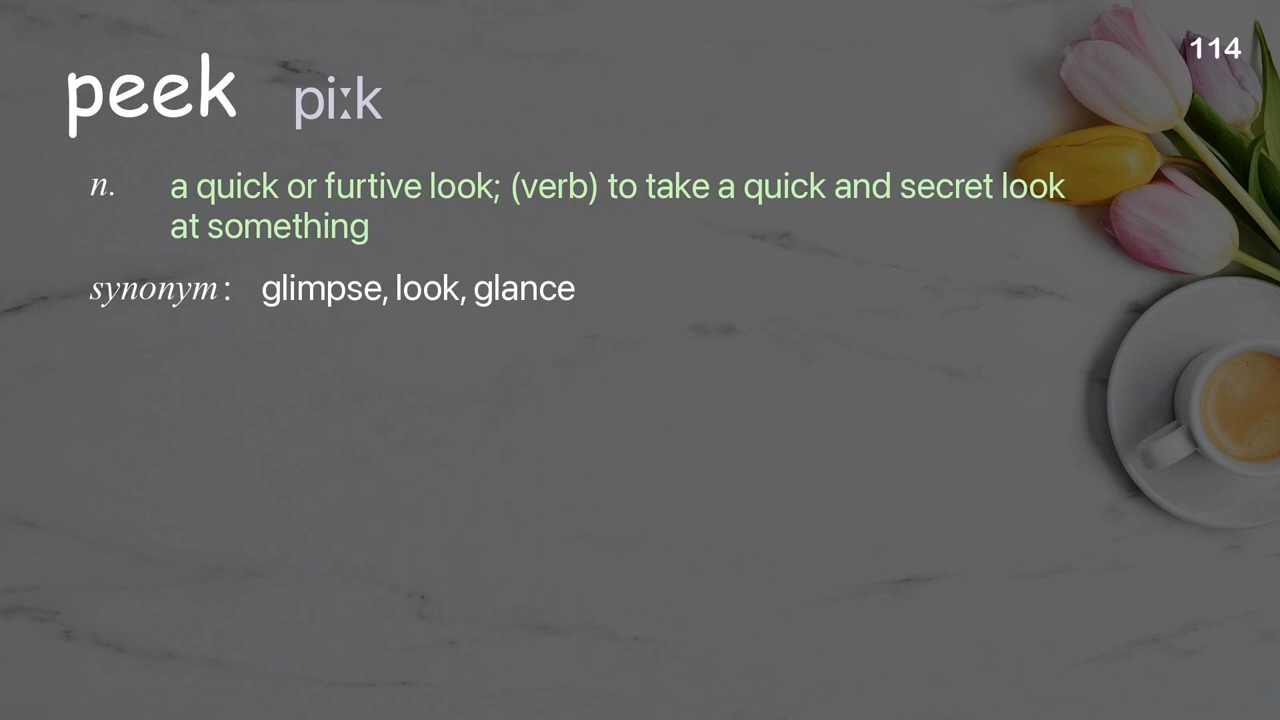 114
peek piːk
n. a quick or furtive look; (verb) to take a quick and secret look
at something
synonym: glimpse, look, glance